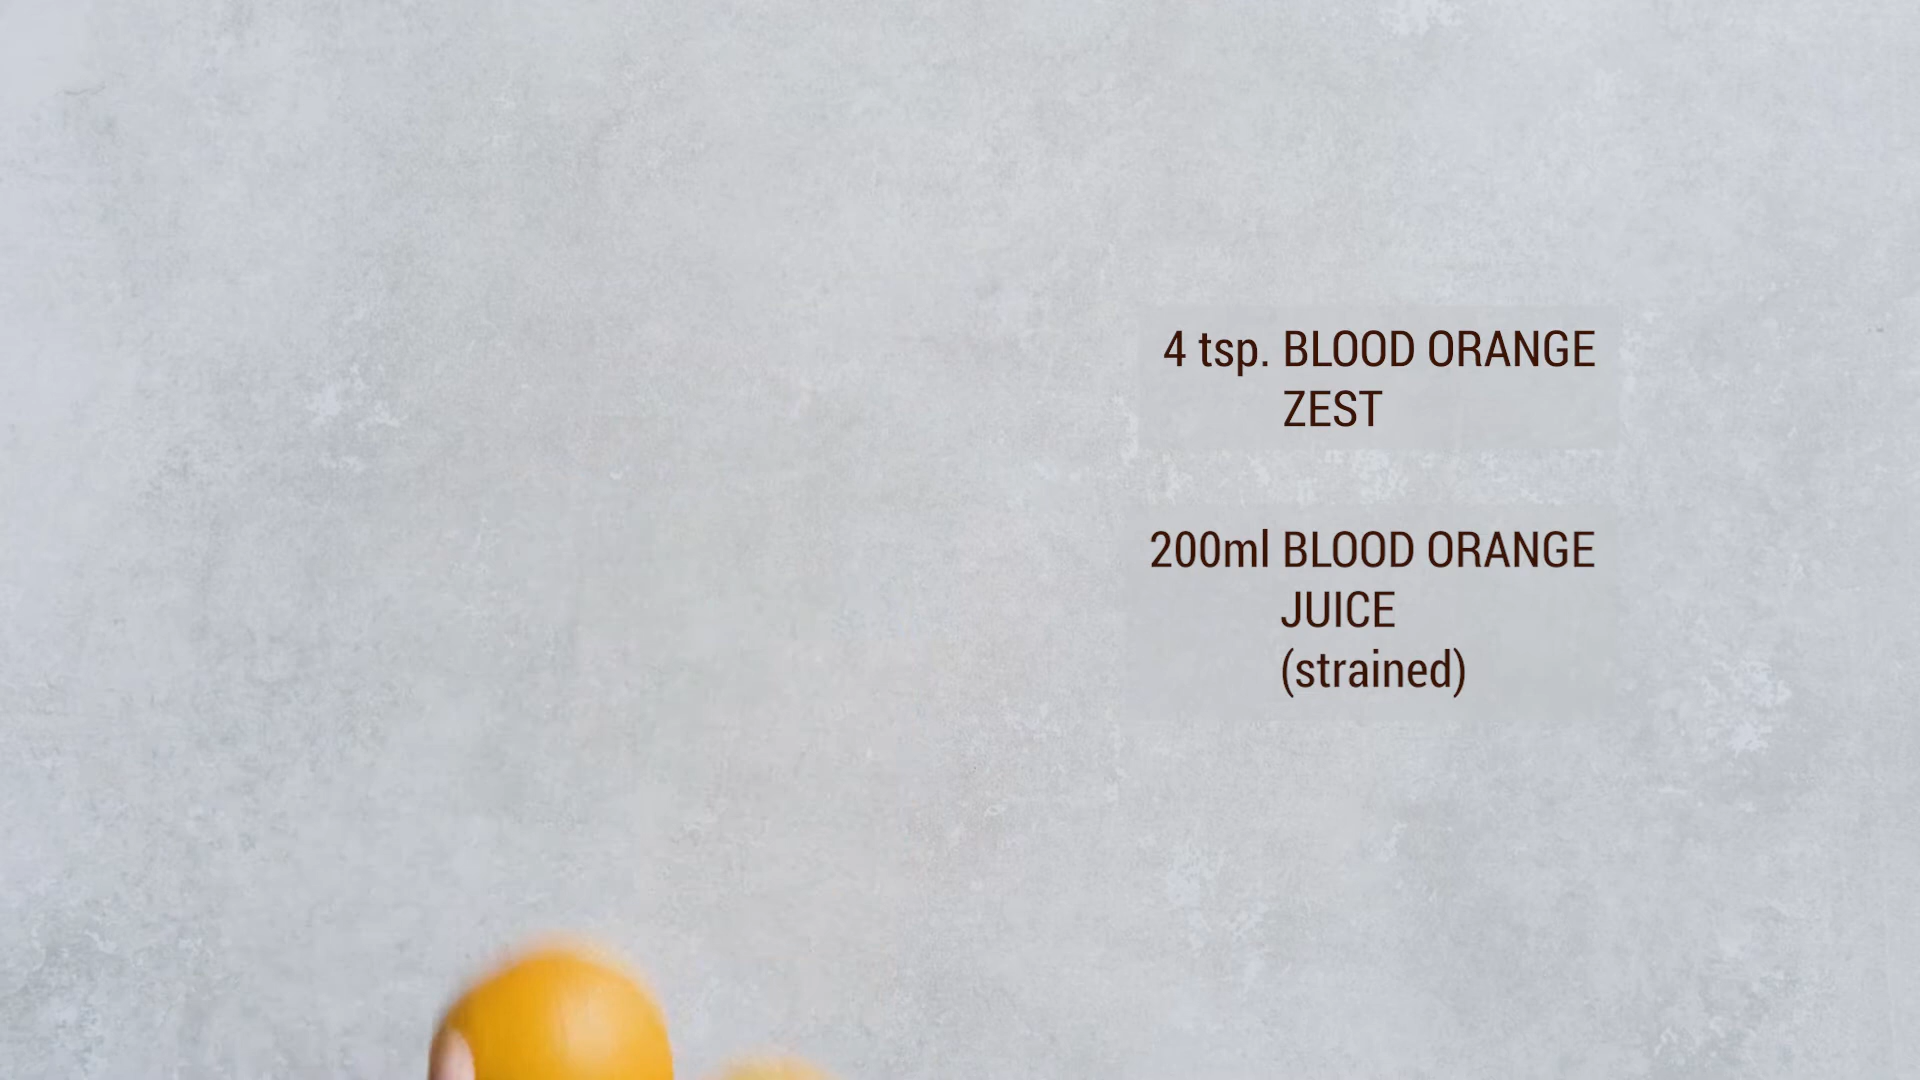 4 tsp. BLOOD ORANGE
ZEST
200ml BLOOD ORANGE
JUICE
(strained)